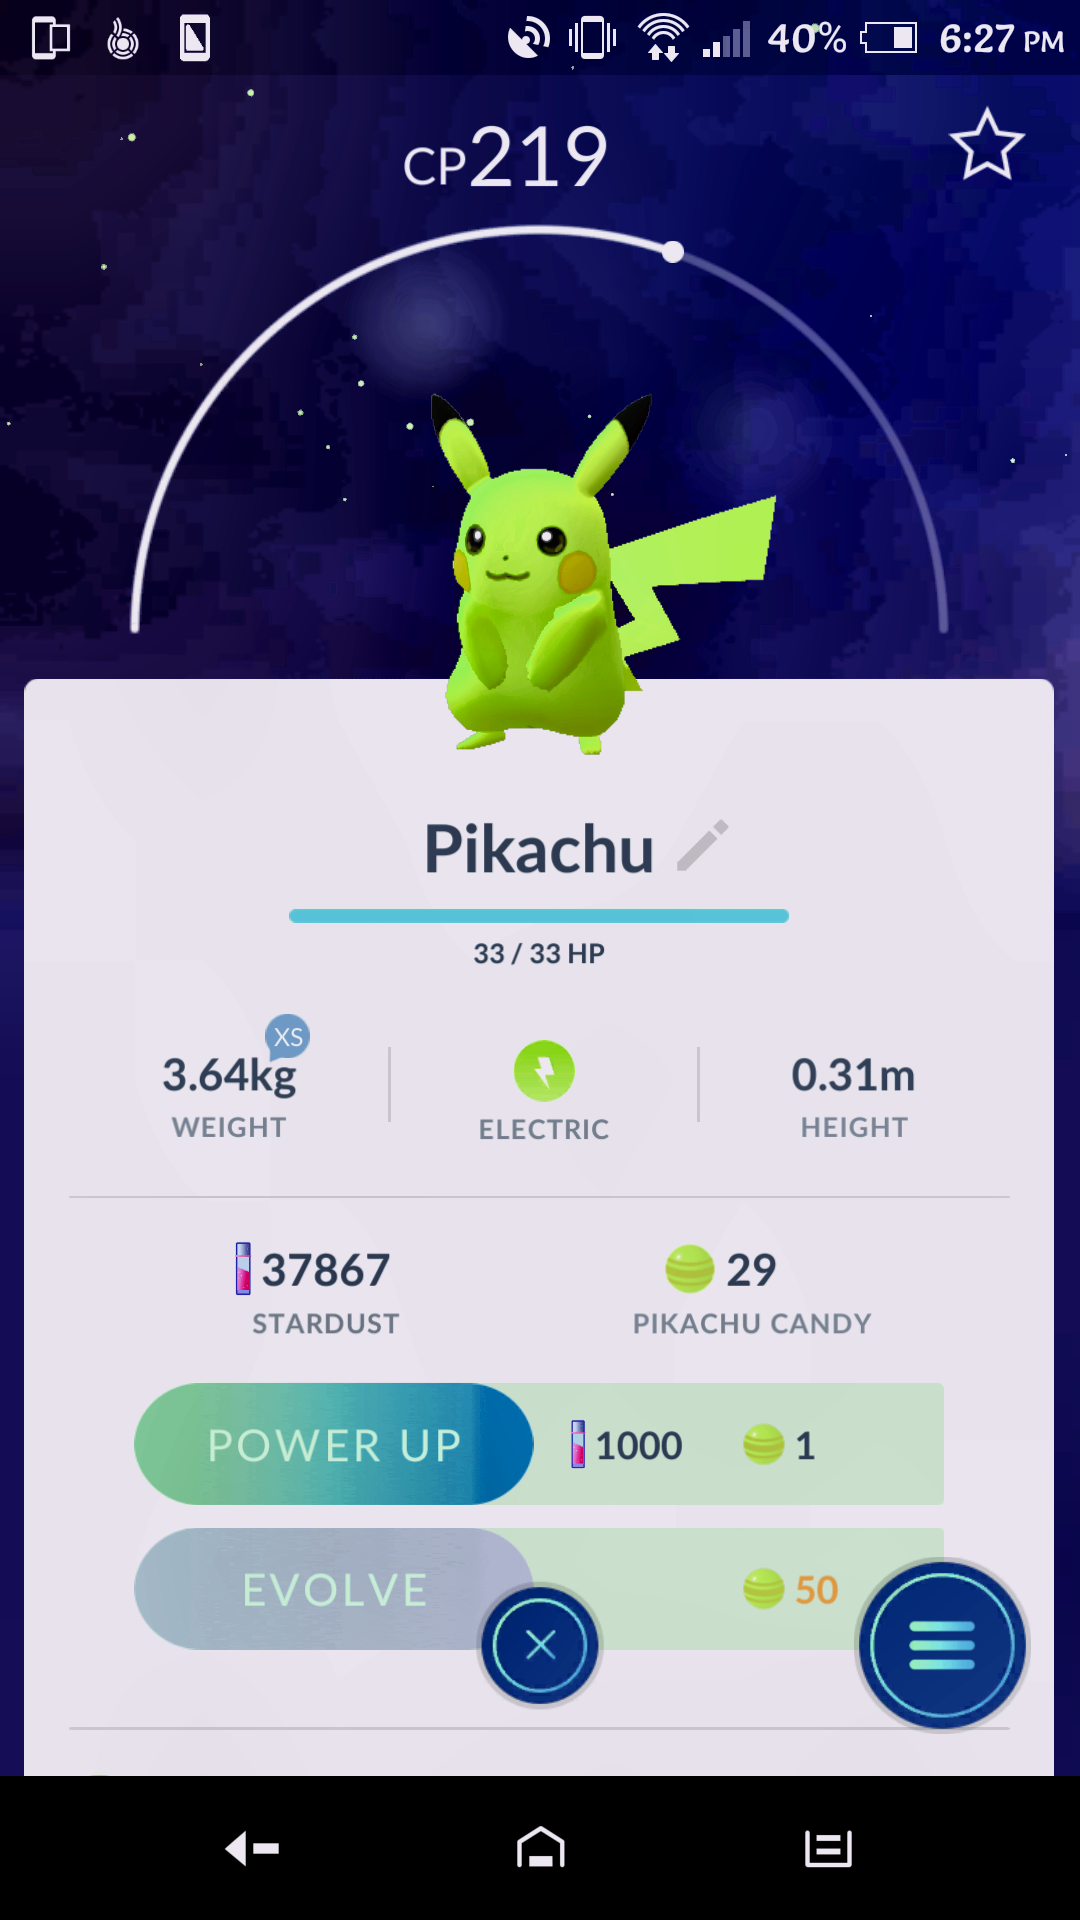 40% 6:27 PM
CP219
Pikachu
33 / 33 HP
XS
3.64kg
WEIGHT
ELECTRIC
0.31m
HEIGHT
37867
STARDUST
29
PIKACHU CANDY
POWER UP 1000 1
EVOLVE 50